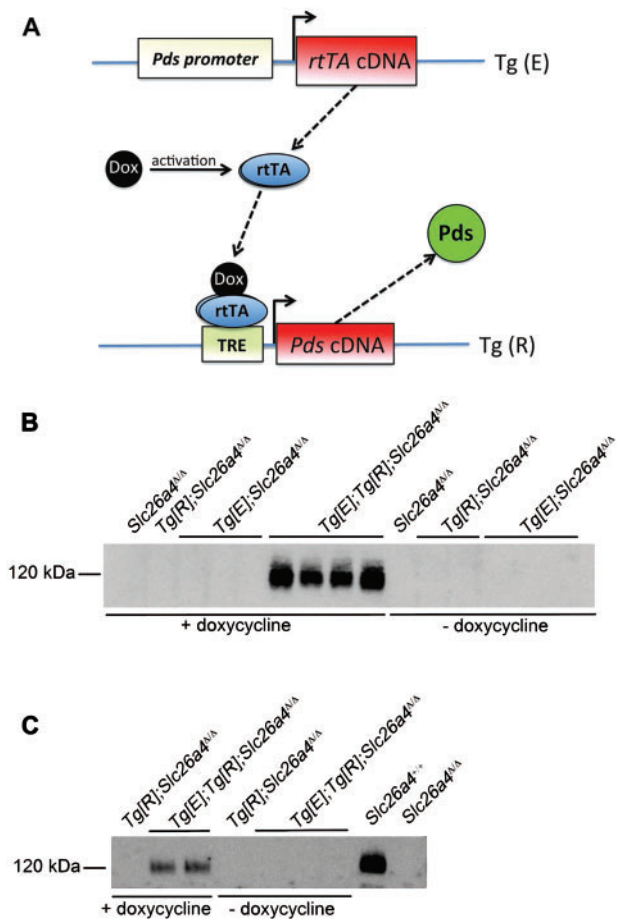 A
Pds promoter
rtTA cDNA
Tg (E)
Dox
activation
rtTA
Pds
Dox
rtTA
TRE
Pds cDNA
Tg (R)
B
Slc26a4Δ/Δ
Tg[R];Slc26a4Δ/Δ
Tg[E];Slc26a4Δ/Δ
Tg[E];Tg[R];Slc26a4Δ/Δ
Slc26a4Δ/Δ
Tg[R];Slc26a4Δ/Δ
Tg[E];Slc26a4Δ/Δ
120 kDa
+ doxycycline
- doxycycline
C
Tg[R];Slc26a4Δ/Δ
Tg[E];Tg[R];Slc26a4Δ/Δ
Tg[R];Slc26a4Δ/Δ
Tg[E];Tg[R];Slc26a4Δ/Δ
Slc26a4+/+
Slc26a4Δ/Δ
120 kDa
+ doxycycline
- doxycycline